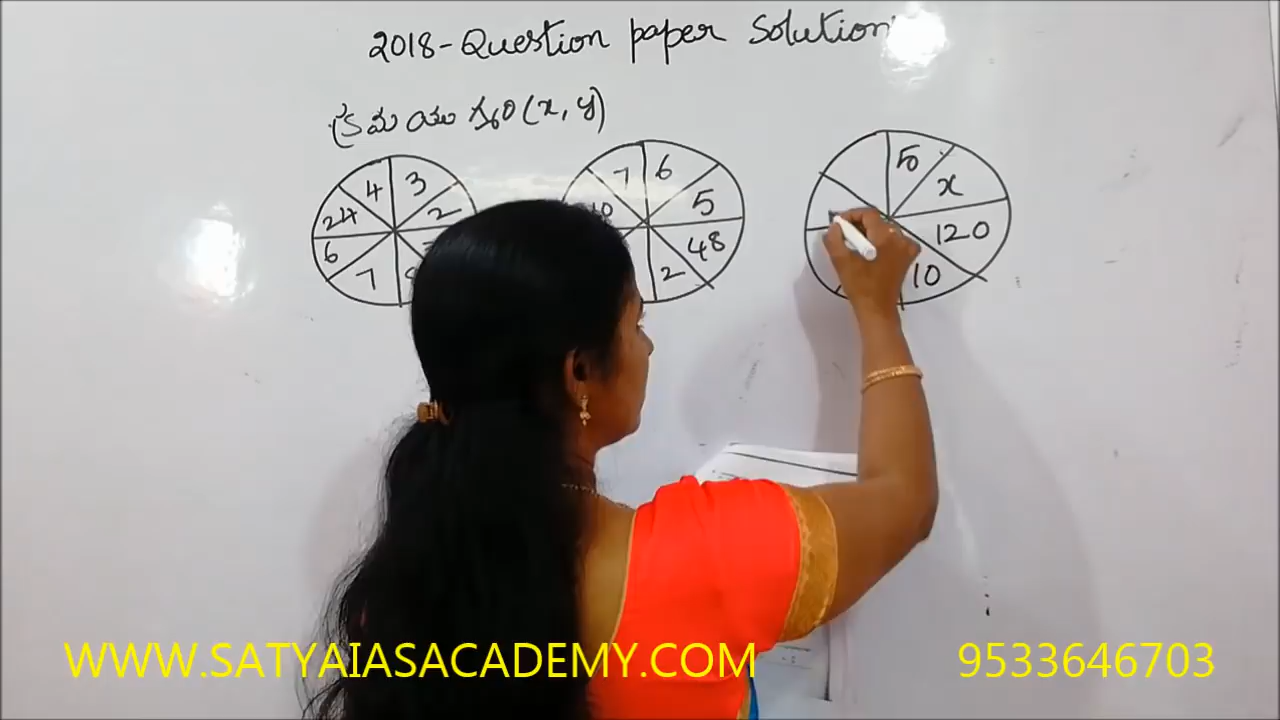 2018-Question paper Solution
క్రమ యుగ్మం (x, y)
4 3
24 2
6
7
7 6
10 5
48
2
50
x
120
10
WWW.SATYAIASACADEMY.COM 9533646703